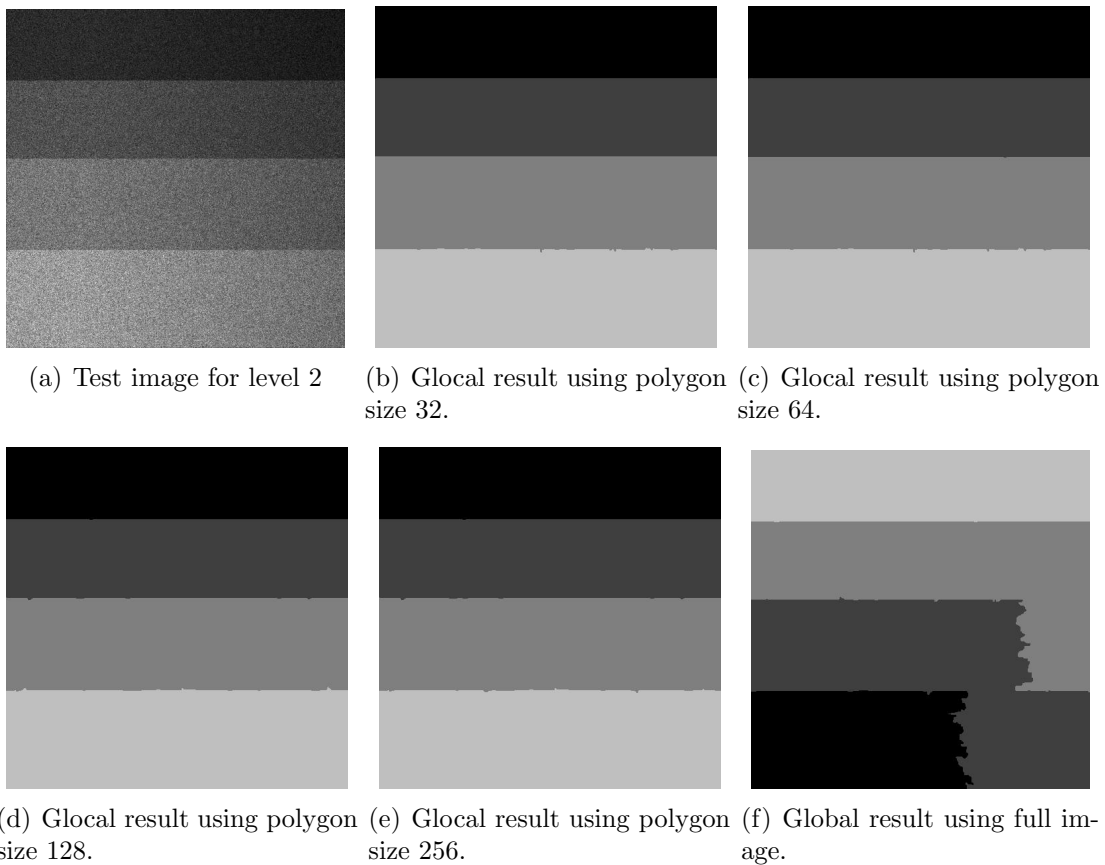 (a) Test image for level 2
(b) Glocal result using polygon
size 32.
(c) Glocal result using polygon
size 64.
(d) Glocal result using polygon
size 128.
(e) Glocal result using polygon
size 256.
(f) Global result using full im-
age.